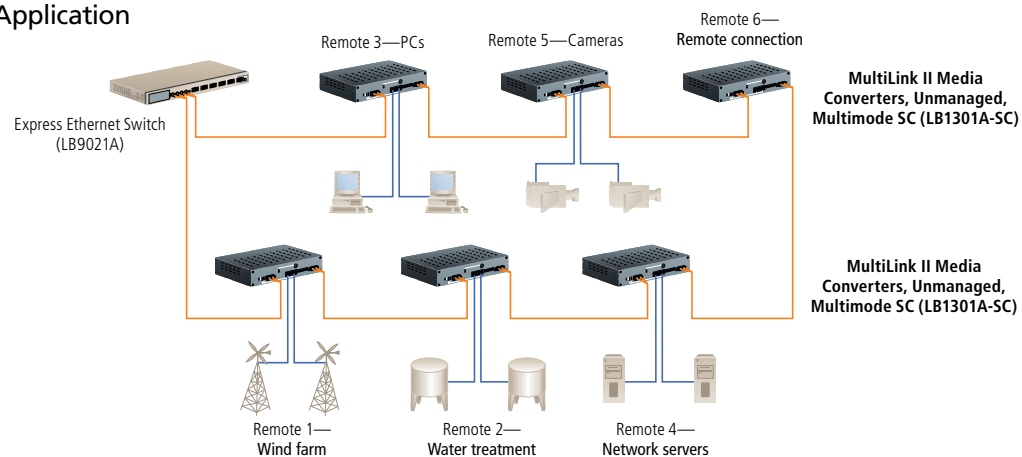 Application
Remote 6—
Remote connection
Remote 3—PCs
Remote 5—Cameras
MultiLink II Media
Converters, Unmanaged,
Multimode SC (LB1301A-SC)
Express Ethernet Switch
(LB9021A)
MultiLink II Media
Converters, Unmanaged,
Multimode SC (LB1301A-SC)
Remote 1—
Wind farm
Remote 2—
Water treatment
Remote 4—
Network servers